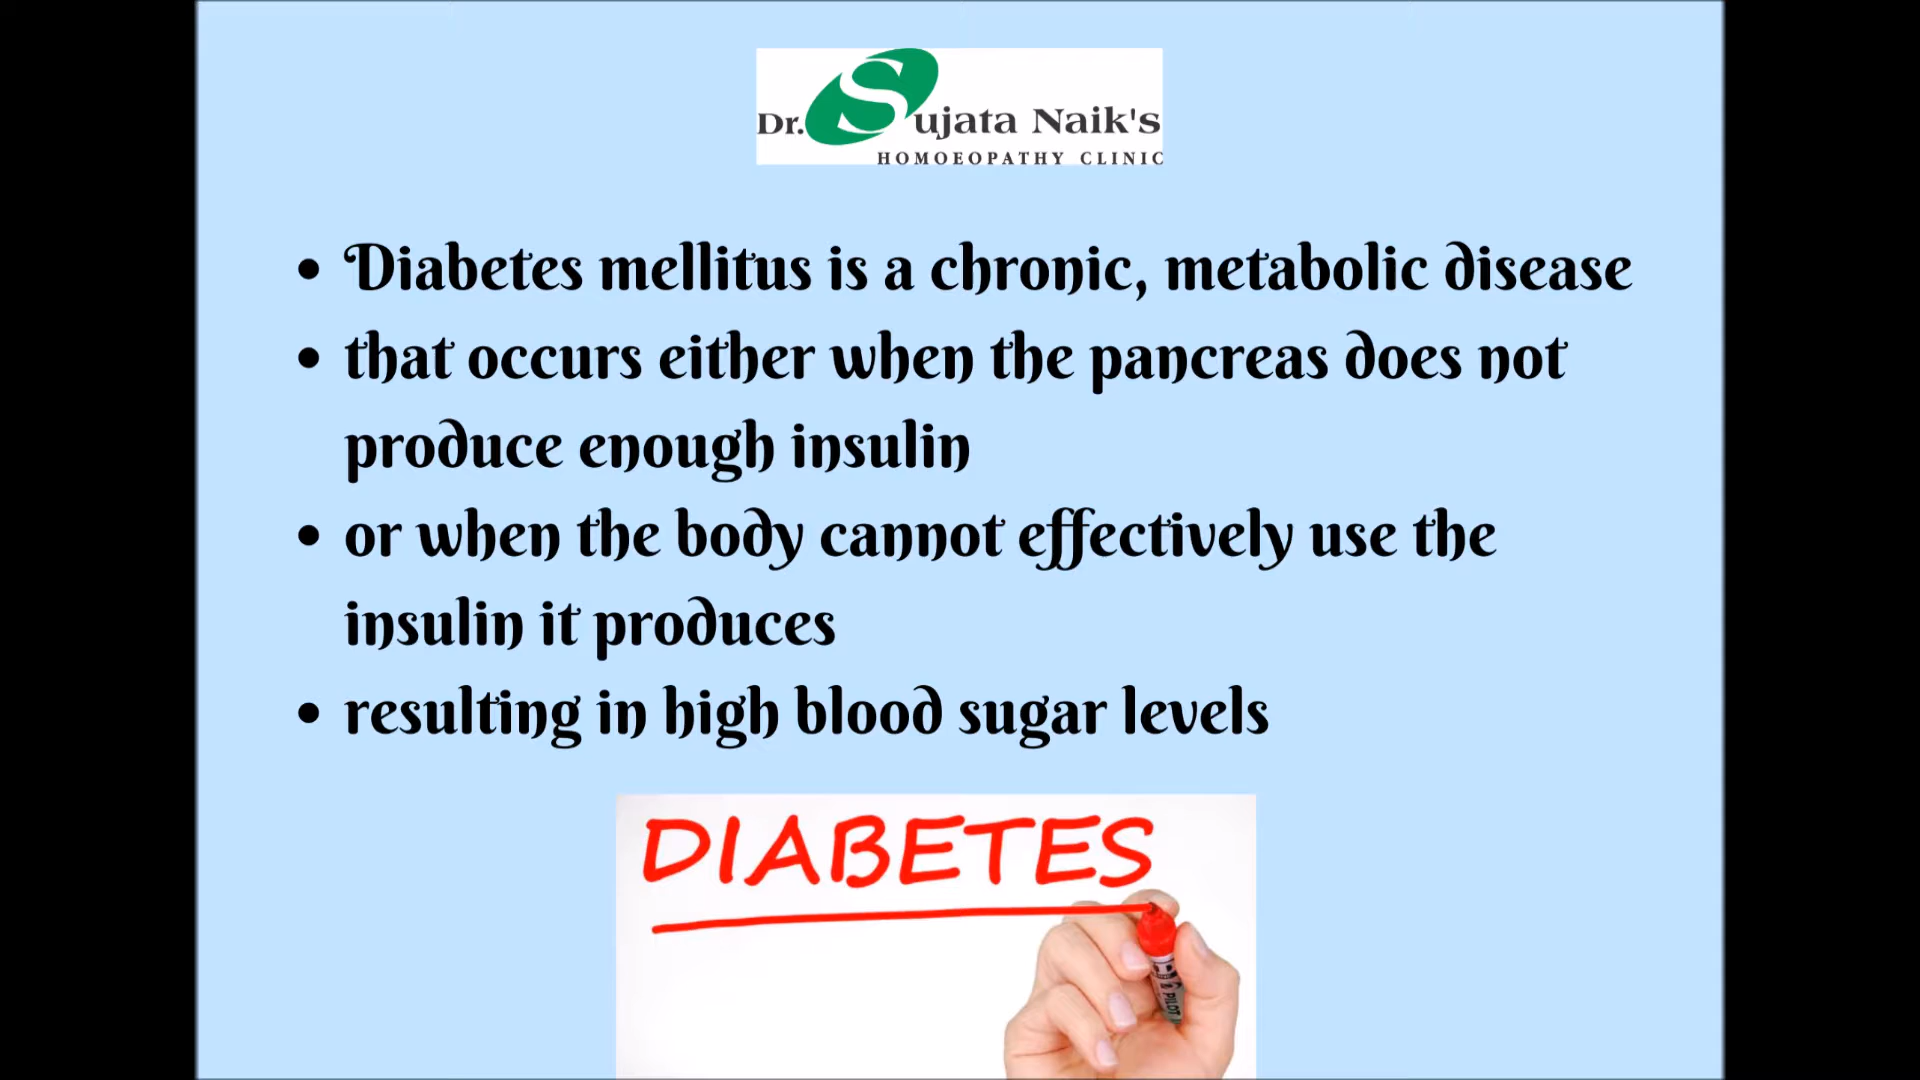 Dr. Sujata Naik's
HOMOEOPATHY CLINIC
• Diabetes mellitus is a chronic, metabolic disease
• that occurs either when the pancreas does not
produce enough insulin
• or when the body cannot effectively use the
insulin it produces
• resulting in high blood sugar levels
DIABETES
PILOT